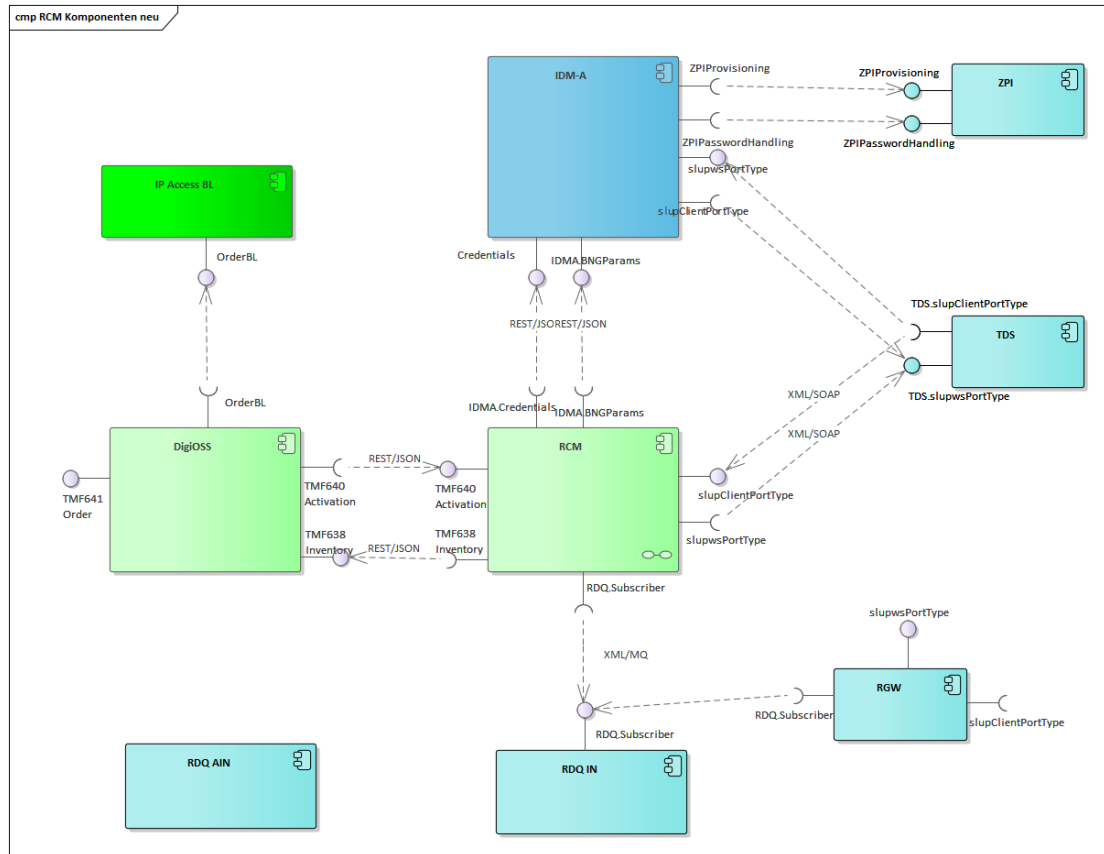 cmp RCM Komponenten neu
IDM-A
ZPIProvisioning
ZPIProvisioning
ZPI
ZPIPasswordHandling
ZPIPasswordHandling
slupwsPortType
IP Access BL
slupClientPortType
OrderBL
Credentials
IDMA.BNGParams
TDS.slupClientPortType
REST/JSO
REST/JSON
TDS
TDS.slupwsPortType
XML/SOAP
OrderBL
IDMA.Credentials
IDMA.BNGParams
XML/SOAP
DigiOSS
RCM
REST/JSON
TMF641
Order
TMF640
Activation
TMF640
Activation
slupClientPortType
TMF638
Inventory
REST/JSON
TMF638
Inventory
slupwsPortType
RDQ.Subscriber
slupwsPortType
XML/MQ
RGW
RDQ.Subscriber
slupClientPortType
RDQ.Subscriber
RDQ AIN
RDQ IN